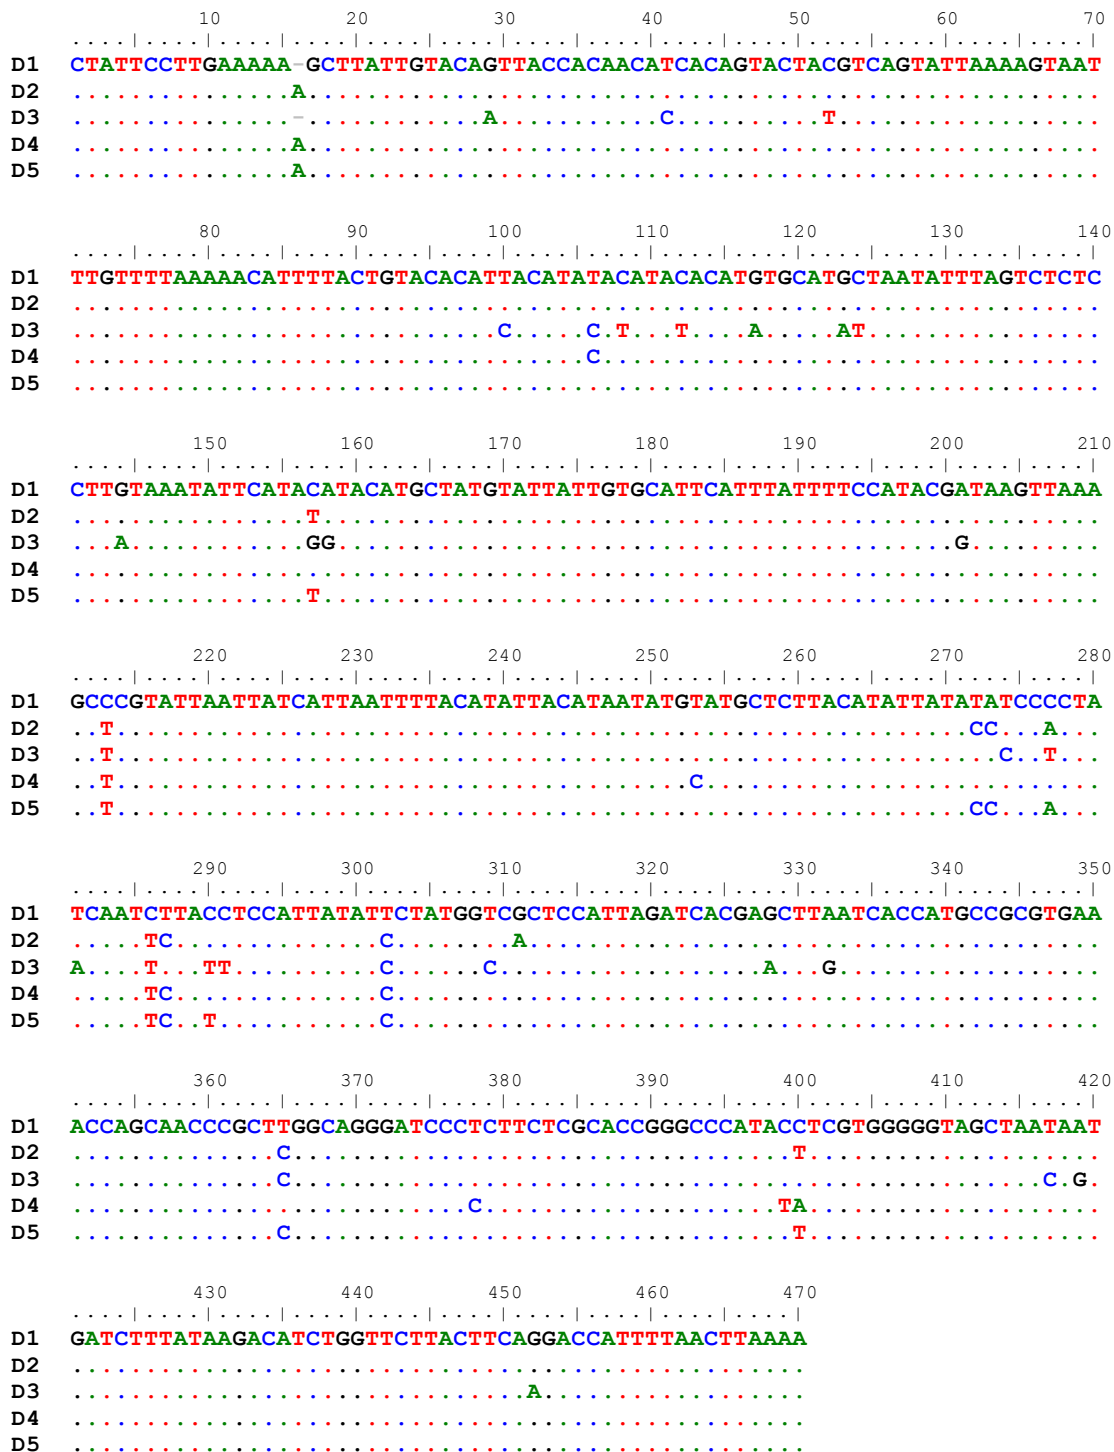 10 20 30 40 50 60 70
....|....|....|....|....|....|....|....|....|....|....|....|....|....|
D1 CTATTCCTTGAAAAA-GCTTATTGTACAGTTACCACAACATCACAGTACTACGTCAGTATTAAAAGTAAT
D2 ...............A......................................................
D3 ...............-............A...........C..........T..................
D4 ...............A......................................................
D5 ...............A......................................................
80 90 100 110 120 130 140
....|....|....|....|....|....|....|....|....|....|....|....|....|....|
D1 TTGTTTTAAAAACATTTTACTGTACACATTACATATACATACACATGTGCATGCTAATATTTAGTCTCTC
D2 ......................................................................
D3 .............................C.....C.T...T....A.....AT................
D4 ...................................C..................................
D5 ......................................................................
150 160 170 180 190 200 210
....|....|....|....|....|....|....|....|....|....|....|....|....|....|
D1 CTTGTAAATATTCATACATACATGCTATGTATTATTGTGCATTCATTTATTTTCCATACGATAAGTTAAA
D2 ................T.....................................................
D3 ...A............GG..........................................G.........
D4 ......................................................................
D5 ................T.....................................................
220 230 240 250 260 270 280
....|....|....|....|....|....|....|....|....|....|....|....|....|....|
D1 GCCCGTATTAATTATCATTAATTTTACATATTACATAATATGTATGCTCTTACATATTATATATCCCCTA
D2 ..T..........................................................CC...A...
D3 ..T............................................................C..T...
D4 ..T.......................................C...........................
D5 ..T..........................................................CC...A...
290 300 310 320 330 340 350
....|....|....|....|....|....|....|....|....|....|....|....|....|....|
D1 TCAATCTTACCTCCATTATATTCTATGGTCGCTCCATTAGATCACGAGCTTAATCACCATGCCGCGTGAA
D2 .....TC..............C........A.......................................
D3 A....T...TT..........C......C..................A...G..................
D4 .....TC..............C................................................
D5 .....TC..T...........C................................................
360 370 380 390 400 410 420
....|....|....|....|....|....|....|....|....|....|....|....|....|....|
D1 ACCAGCAACCCGCTTGGCAGGGATCCCTCTTCTCGCACCGGGCCCATACCTCGTGGGGGTAGCTAATAAT
D2 ..............C..................................T....................
D3 ..............C...................................................C.G.
D4 ...........................C....................TA....................
D5 ..............C..................................T....................
430 440 450 460 470
....|....|....|....|....|....|....|....|....|....|
D1 GATCTTTATAAGACATCTGGTTCTTACTTCAGGACCATTTTAACTTAAAA
D2 ..................................................
D3 ...............................A..................
D4 ..................................................
D5 ..................................................